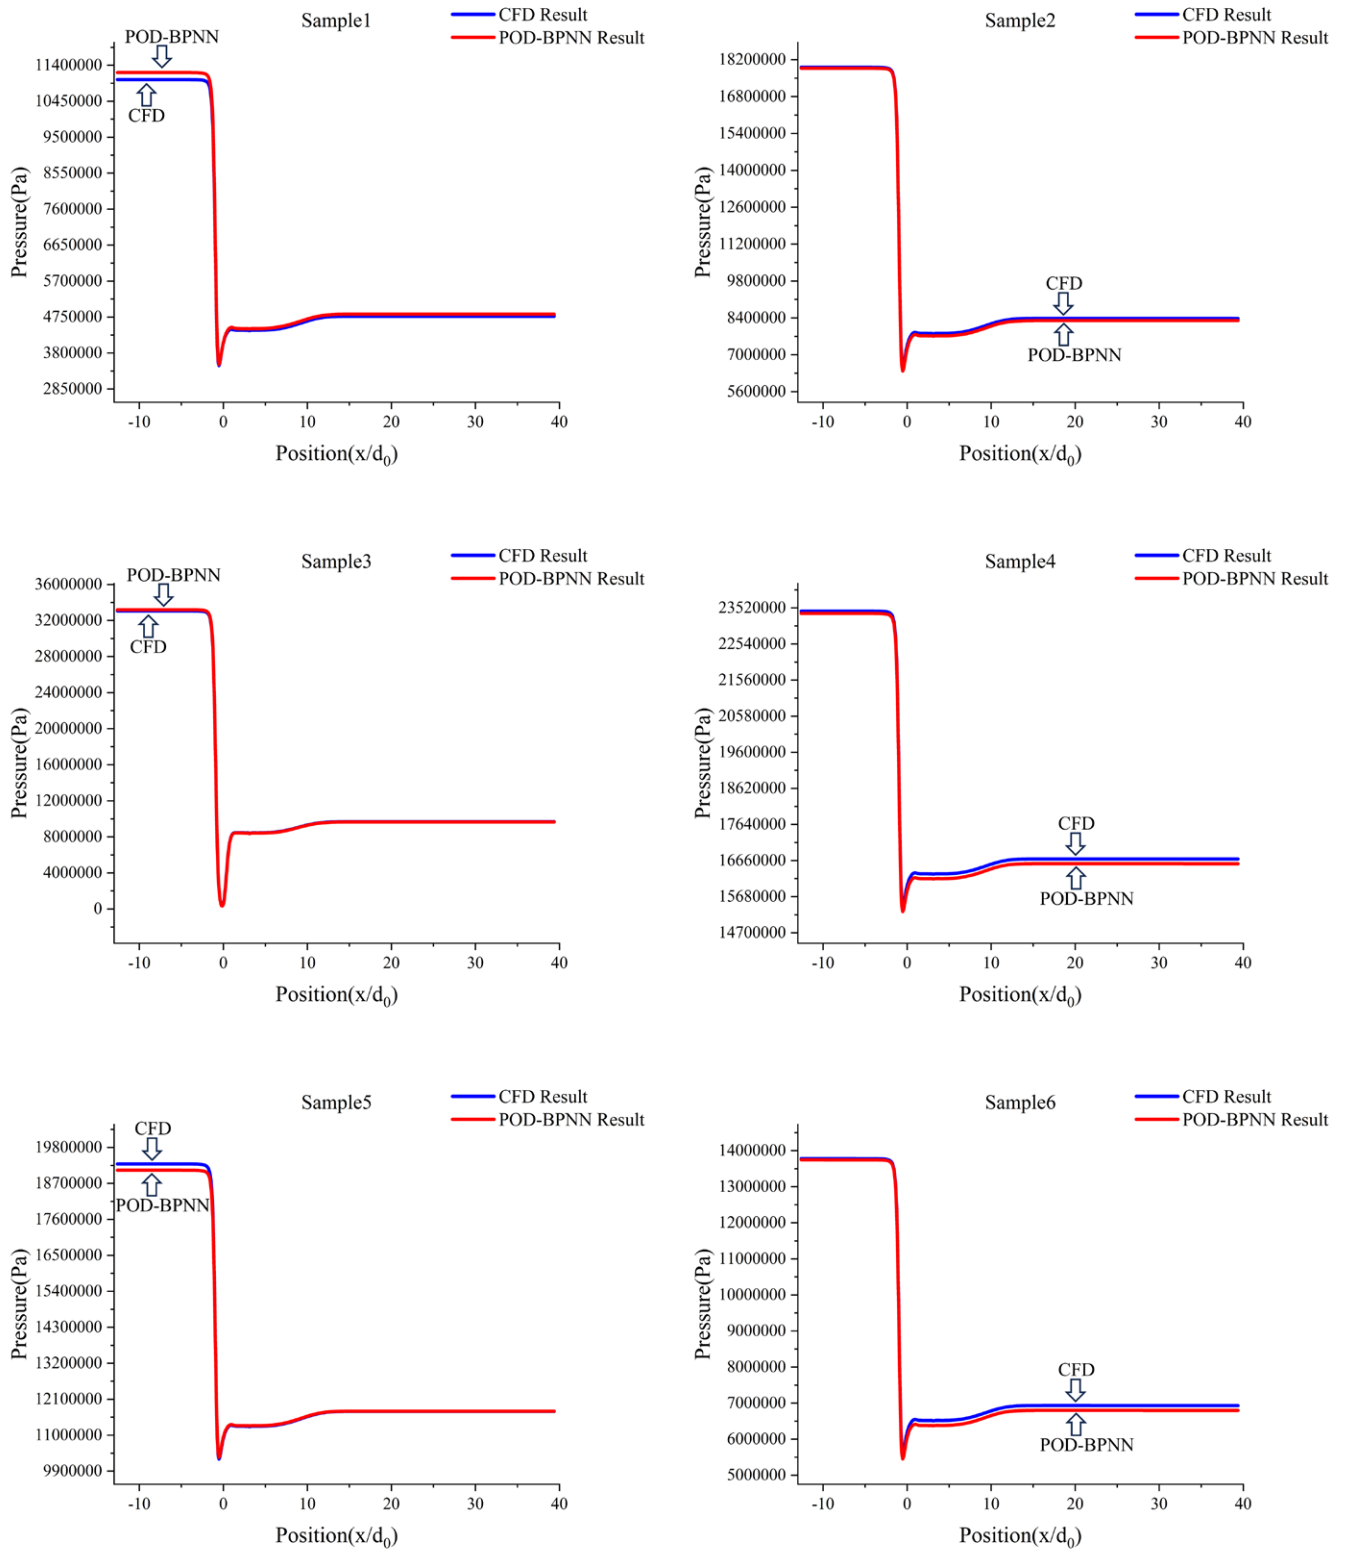 Sample1
CFD Result
POD-BPNN Result
POD-BPNN
CFD
11400000
10450000
9500000
8550000
7600000
6650000
5700000
4750000
3800000
2850000
Pressure(Pa)
-10 0 10 20 30 40
Position(x/d0)
Sample2
CFD Result
POD-BPNN Result
18200000
16800000
15400000
14000000
12600000
11200000
9800000
8400000
7000000
5600000
Pressure(Pa)
CFD
POD-BPNN
-10 0 10 20 30 40
Position(x/d0)
Sample3
CFD Result
POD-BPNN Result
POD-BPNN
CFD
36000000
32000000
28000000
24000000
20000000
16000000
12000000
8000000
4000000
0
Pressure(Pa)
-10 0 10 20 30 40
Position(x/d0)
Sample4
CFD Result
POD-BPNN Result
23520000
22540000
21560000
20580000
19600000
18620000
17640000
16660000
15680000
14700000
Pressure(Pa)
CFD
POD-BPNN
-10 0 10 20 30 40
Position(x/d0)
Sample5
CFD Result
POD-BPNN Result
CFD
POD-BPNN
19800000
18700000
17600000
16500000
15400000
14300000
13200000
12100000
11000000
9900000
Pressure(Pa)
-10 0 10 20 30 40
Position(x/d0)
Sample6
CFD Result
POD-BPNN Result
14000000
13000000
12000000
11000000
10000000
9000000
8000000
7000000
6000000
5000000
Pressure(Pa)
CFD
POD-BPNN
-10 0 10 20 30 40
Position(x/d0)